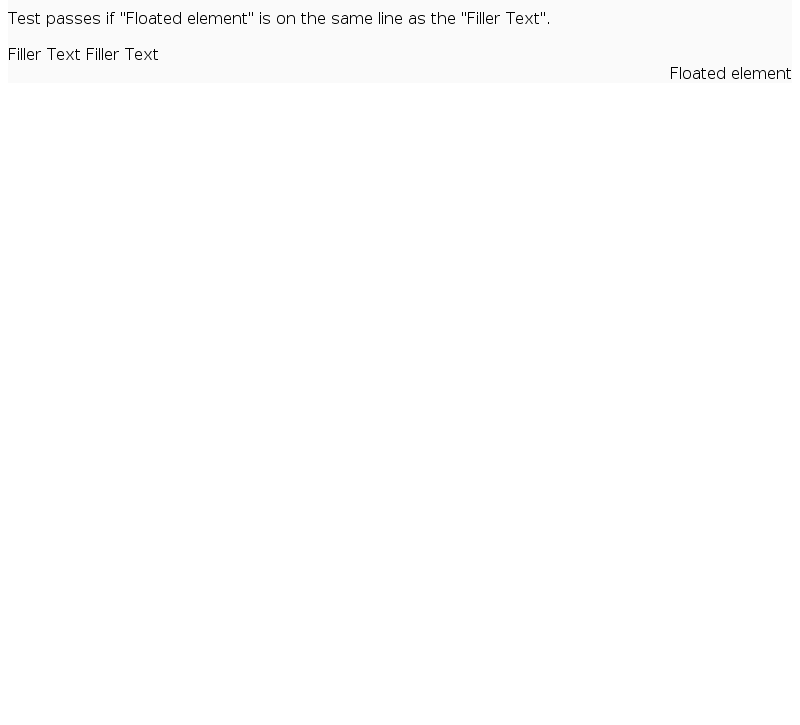 Test passes if "Floated element" is on the same line as the "Filler Text".
Filler Text Filler Text
Floated element